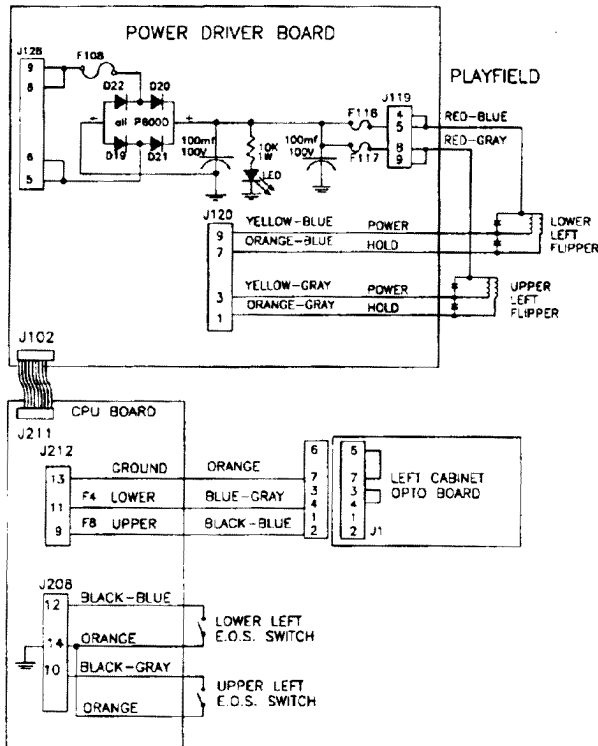 POWER DRIVER BOARD
J128
F108
9
8
D22
D20
all P600D
D19
D21
6
5
+
100mf
100V
10K
1W
LED
100mf
100V
F116
F117
J119
4
5
8
9
PLAYFIELD
RED-BLUE
RED-GRAY
J120
9
YELLOW-BLUE
POWER
7
ORANGE-BLUE
HOLD
LOWER
LEFT
FLIPPER
3
YELLOW-GRAY
POWER
1
ORANGE-GRAY
HOLD
UPPER
LEFT
FLIPPER
J102
J211
CPU BOARD
J212
13
GROUND
ORANGE
11
F4 LOWER
BLUE-GRAY
9
F8 UPPER
BLACK-BLUE
6
7
3
4
1
2
5
7
3
4
1
2
J1
LEFT CABINET
OPTO BOARD
J208
12
BLACK-BLUE
14
ORANGE
LOWER LEFT
E.O.S. SWITCH
10
BLACK-GRAY
ORANGE
UPPER LEFT
E.O.S. SWITCH